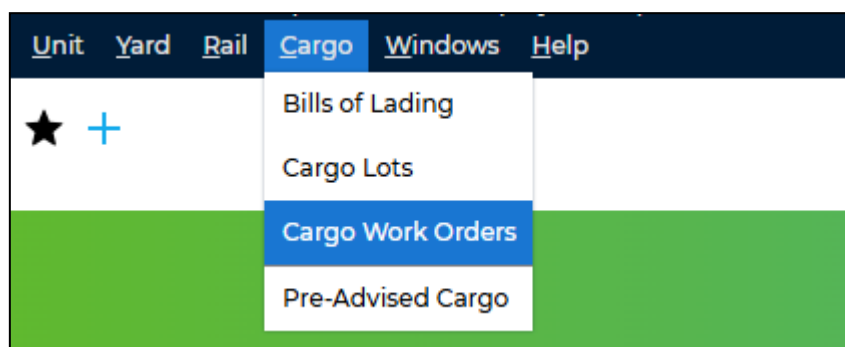 Unit Yard Rail Cargo Windows Help
Bills of Lading
Cargo Lots
Cargo Work Orders
Pre-Advised Cargo